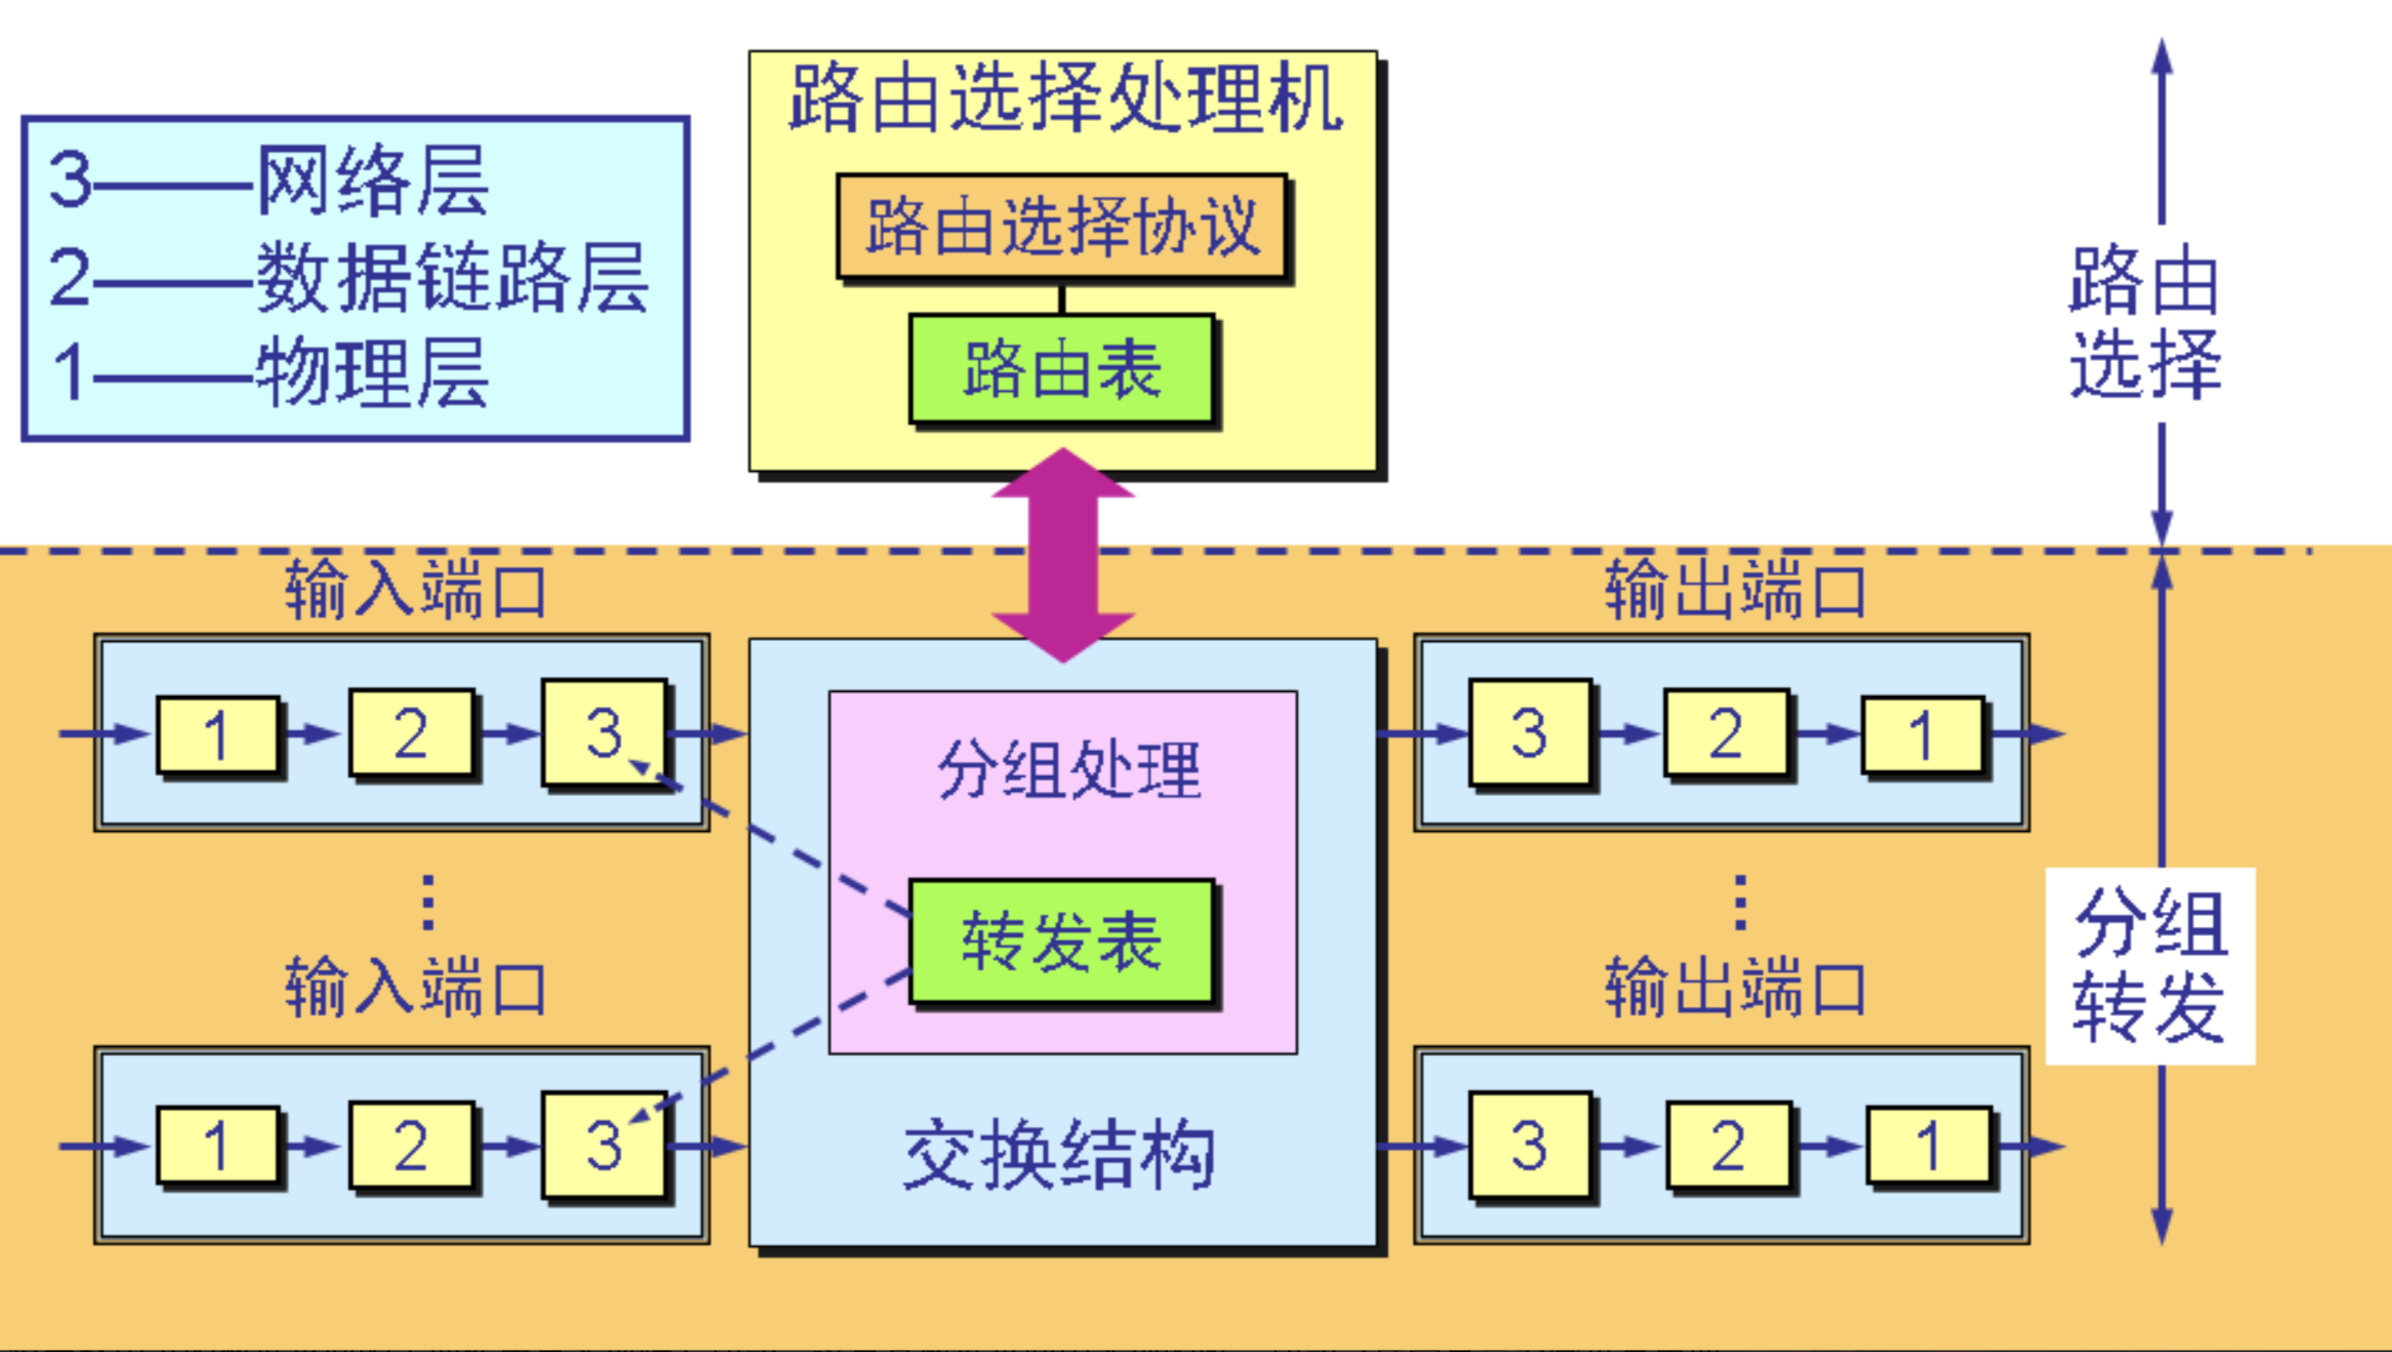 3——网络层
2——数据链路层
1——物理层
路由选择处理机
路由选择协议
路由表
路由
选择
输入端口
1 2 3
输入端口
1 2 3
分组处理
转发表
交换结构
输出端口
3 2 1
输出端口
3 2 1
分组
转发